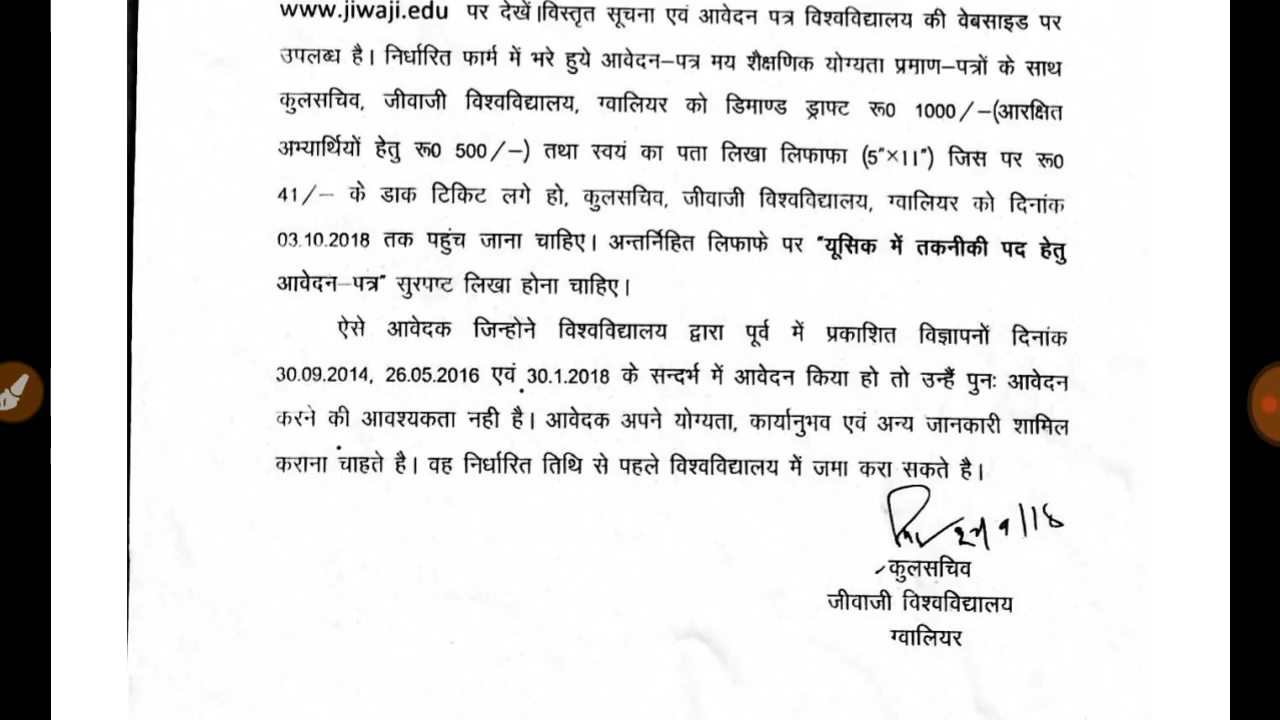 www.jiwaji.edu पर देखें।विस्तृत सूचना एवं आवेदन पत्र विश्वविद्यालय की वेबसाइड पर
उपलब्ध है। निर्धारित फार्म में भरे हुये आवेदन–पत्र मय शैक्षणिक योग्यता प्रमाण–पत्रों के साथ
कुलसचिव, जीवाजी विश्वविद्यालय, ग्वालियर को डिमाण्ड ड्राफ्ट रू0 1000/–(आरक्षित
अभ्यार्थियों हेतु रू0 500/–) तथा स्वयं का पता लिखा लिफाफा (5"×11") जिस पर रू0
41/– के डाक टिकिट लगे हो, कुलसचिव, जीवाजी विश्वविद्यालय, ग्वालियर को दिनांक
03.10.2018 तक पहुंच जाना चाहिए। अन्तर्निहित लिफाफे पर "यूसिक में तकनीकी पद हेतु
आवेदन–पत्र" सुरपष्ट लिखा होना चाहिए।
ऐसे आवेदक जिन्होने विश्वविद्यालय द्वारा पूर्व में प्रकाशित विज्ञापनों दिनांक
30.09.2014, 26.05.2016 एवं 30.1.2018 के सन्दर्भ में आवेदन किया हो तो उन्हैं पुनः आवेदन
करने की आवश्यकता नही है। आवेदक अपने योग्यता, कार्यानुभव एवं अन्य जानकारी शामिल
कराना चाहते है। वह निर्धारित तिथि से पहले विश्वविद्यालय में जमा करा सकते है।
कुलसचिव
जीवाजी विश्वविद्यालय
ग्वालियर